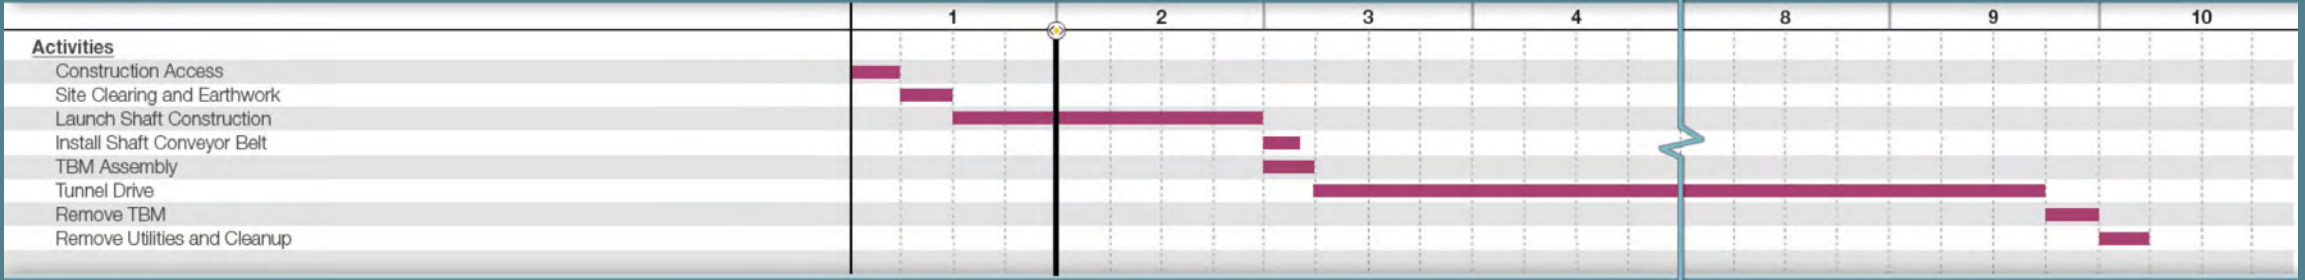 1 2 3 4 8 9 10
Activities
Construction Access
Site Clearing and Earthwork
Launch Shaft Construction
Install Shaft Conveyor Belt
TBM Assembly
Tunnel Drive
Remove TBM
Remove Utilities and Cleanup